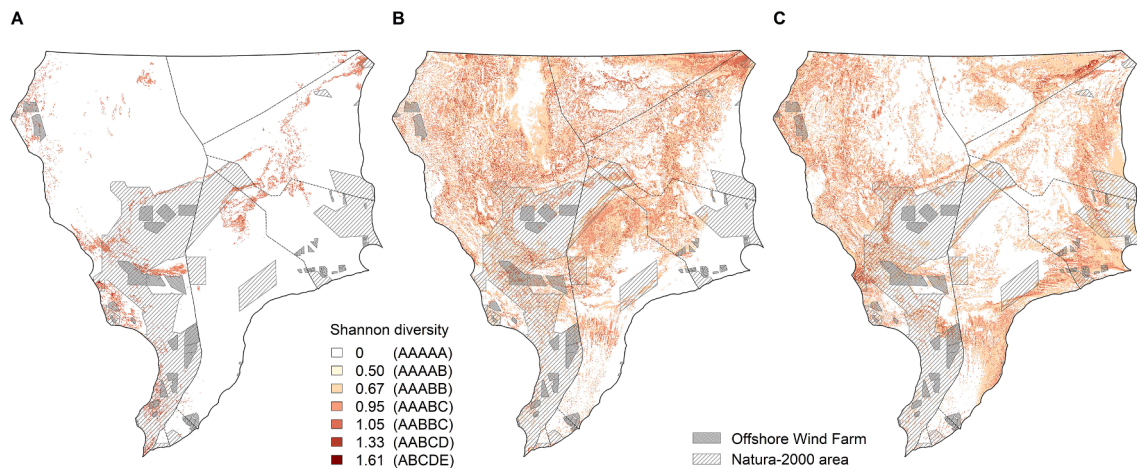 A
B
C
Shannon diversity
0 (AAAAA)
0.50 (AAAAB)
0.67 (AAABB)
0.95 (AAABC)
1.05 (AABBC)
1.33 (AABCD)
1.61 (ABCDE)
Offshore Wind Farm
Natura-2000 area